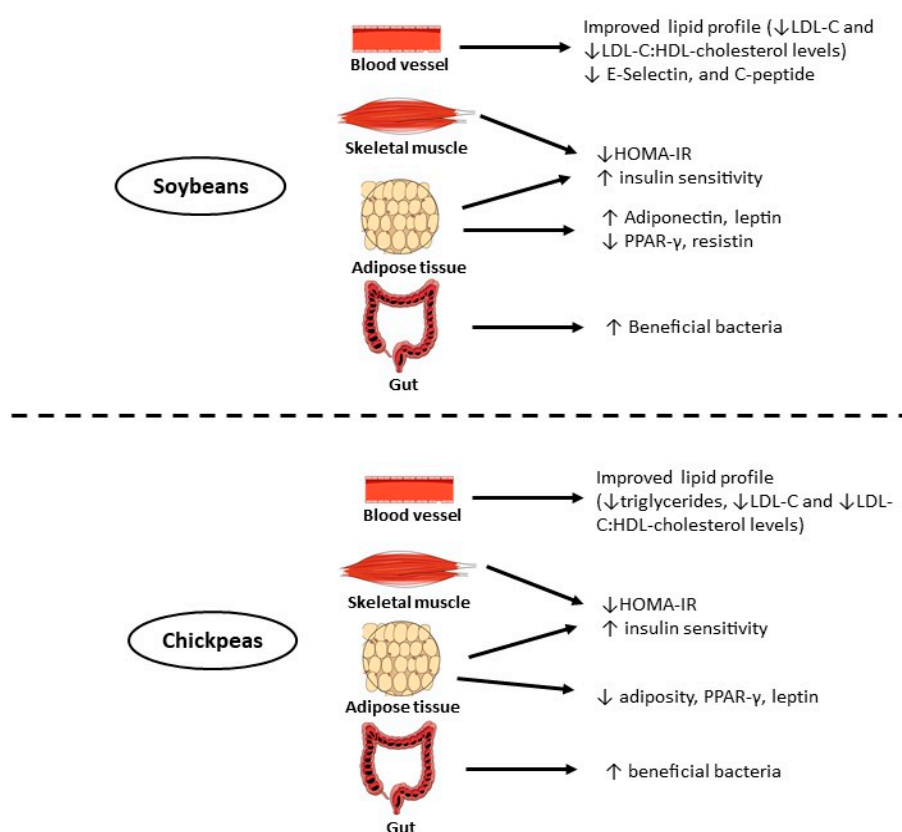 Improved lipid profile (↓LDL-C and
↓LDL-C:HDL-cholesterol levels)
↓ E-Selectin, and C-peptide
Blood vessel
Skeletal muscle
↓HOMA-IR
↑ insulin sensitivity
Soybeans
↑ Adiponectin, leptin
↓ PPAR-γ, resistin
Adipose tissue
↑ Beneficial bacteria
Gut
Improved lipid profile
(↓triglycerides, ↓LDL-C and ↓LDL-
C:HDL-cholesterol levels)
Blood vessel
Skeletal muscle
↓HOMA-IR
↑ insulin sensitivity
Chickpeas
↓ adiposity, PPAR-γ, leptin
Adipose tissue
↑ beneficial bacteria
Gut